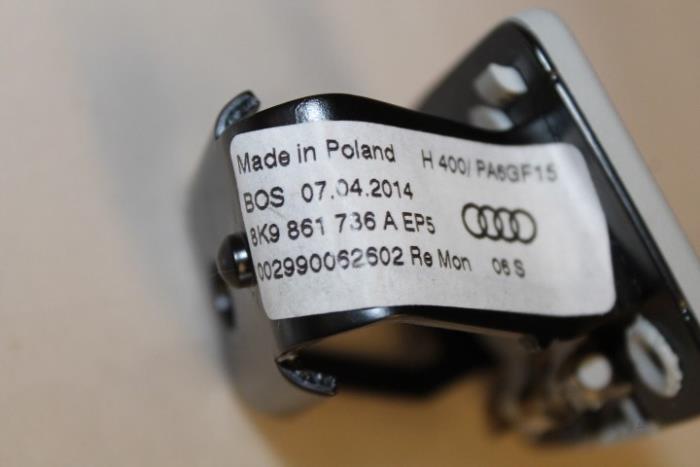 Made in Poland H 400/ PA6GF15
BOS 07.04.2014
8K9 861 736 A EP5
002990062602 Re Mon 06 S